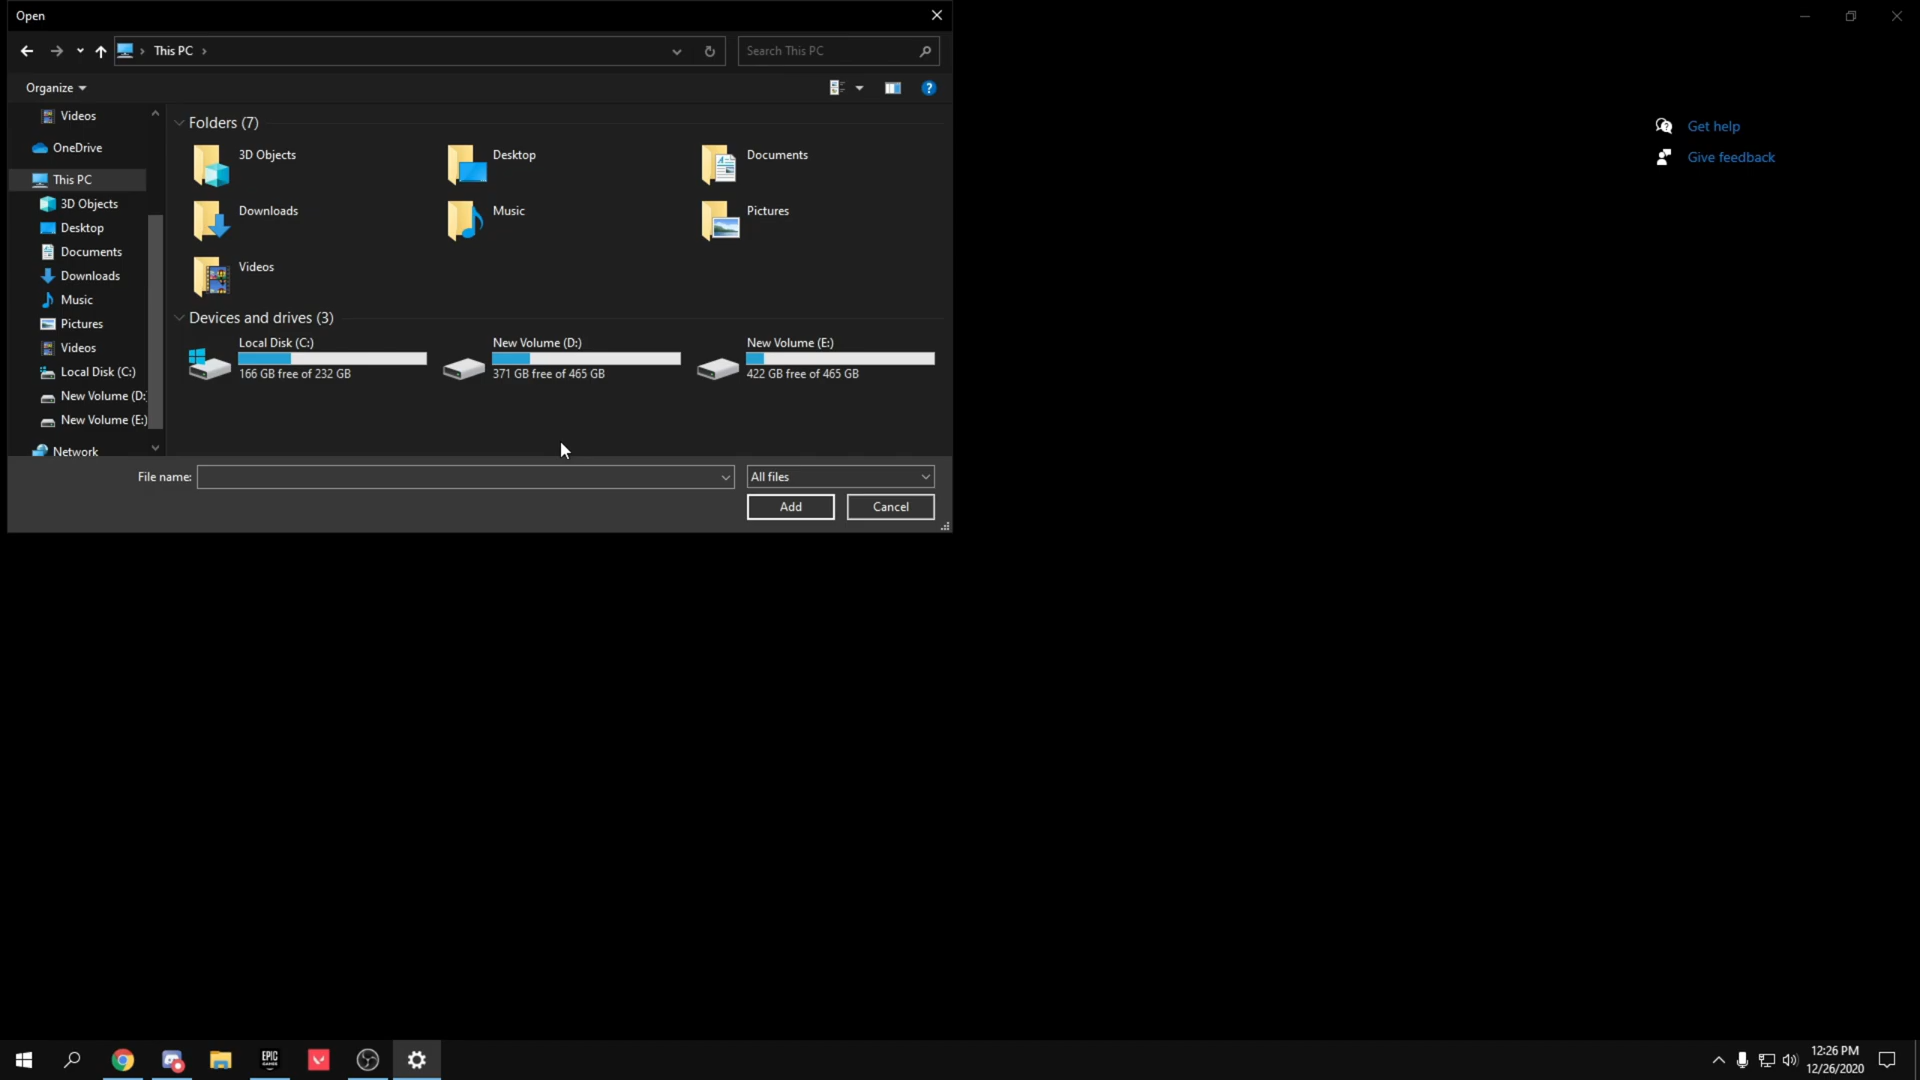 Open
This PC
Search This PC
Organize
Videos
OneDrive
This PC
3D Objects
Desktop
Documents
Downloads
Music
Pictures
Videos
Local Disk (C:)
New Volume (D:
New Volume (E:)
Network
Folders (7)
3D Objects
Desktop
Documents
Downloads
Music
Pictures
Videos
Devices and drives (3)
Local Disk (C:)
166 GB free of 232 GB
New Volume (D:)
371 GB free of 465 GB
New Volume (E:)
422 GB free of 465 GB
File name:
All files
Add
Cancel
Get help
Give feedback
EPIC
GAMES
12:26 PM
12/26/2020